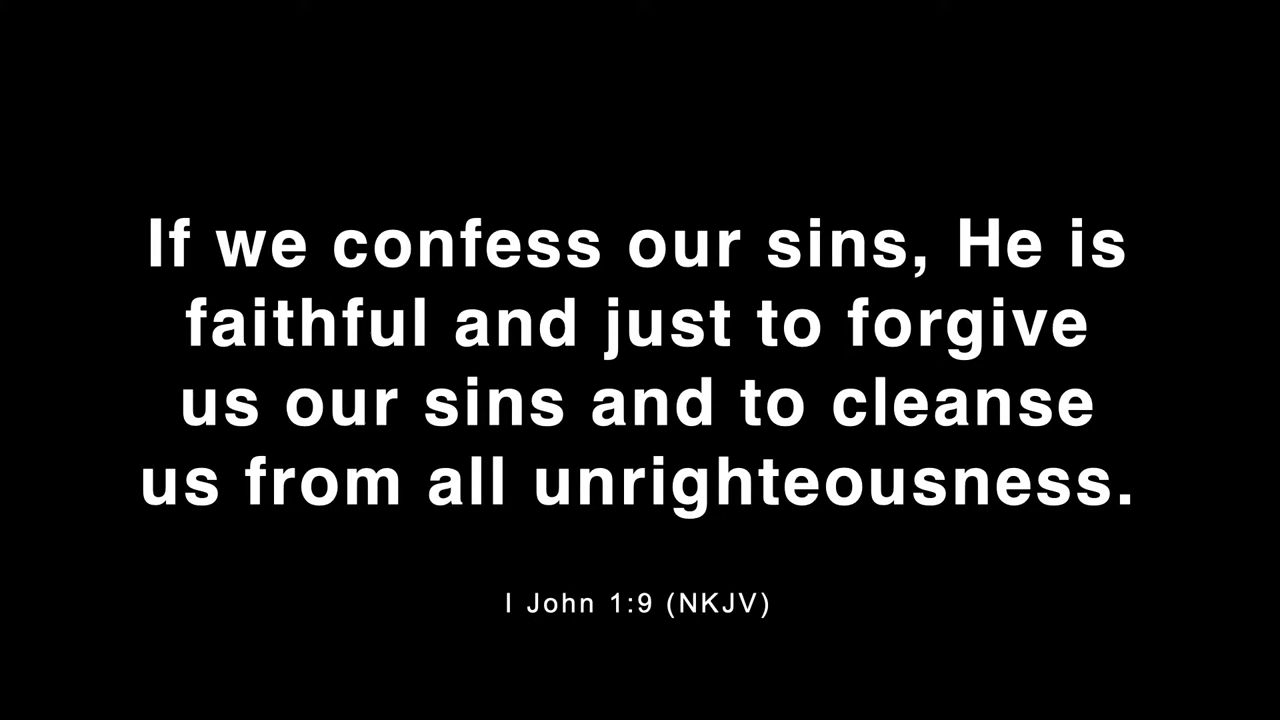 If we confess our sins, He is
faithful and just to forgive
us our sins and to cleanse
us from all unrighteousness.
I John 1:9 (NKJV)